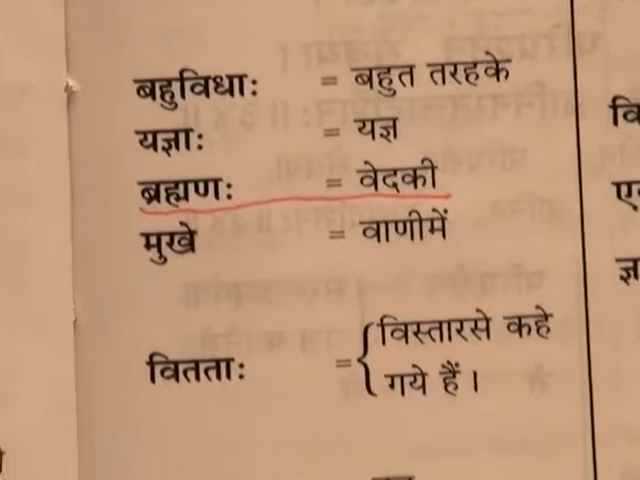 बहुविधाः = बहुत तरहके
यज्ञाः = यज्ञ
ब्रह्मणः = वेदकी
मुखे = वाणीमें
वितताः = { विस्तारसे कहे
गये हैं ।